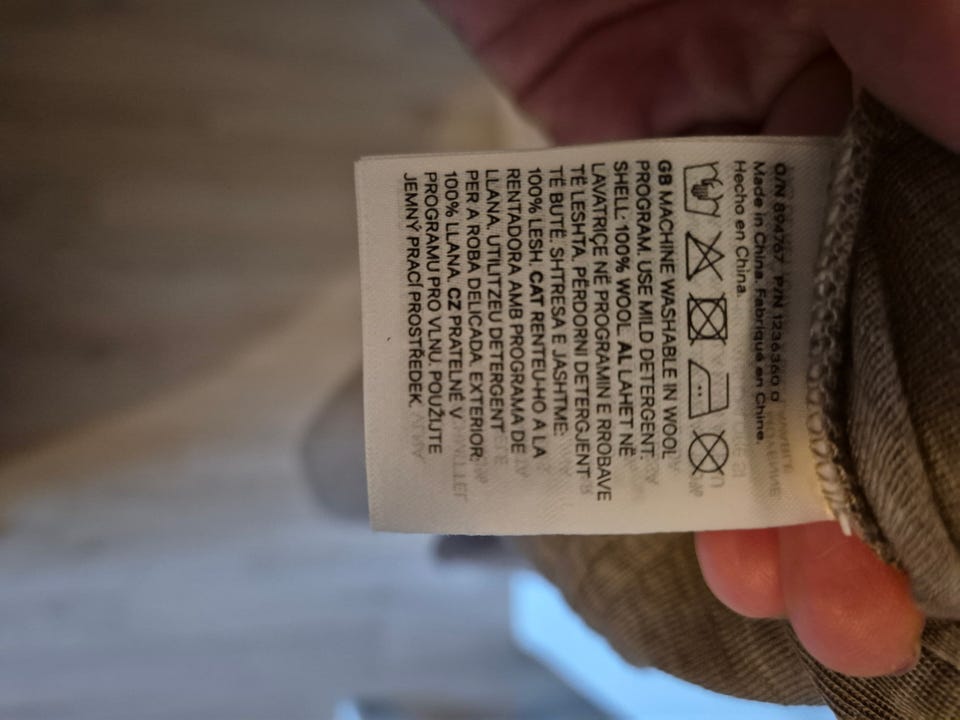 O/N 894767 P/N 1236360 0
Made in China. Fabriqué en Chine.
Hecho en China.
GB MACHINE WASHABLE IN WOOL
PROGRAM. USE MILD DETERGENT.
SHELL: 100% WOOL. AL LAHET NË
LAVATRIÇE NË PROGRAMIN E RROBAVE
TË LESHTA. PËRDORNI DETERGJENT
TË BUTË. SHTRESA E JASHTME:
100% LESH. CAT RENTEU-HO A LA
RENTADORA AMB PROGRAMA DE
LLANA. UTILITZEU DETERGENT
PER A ROBA DELICADA. EXTERIOR:
100% LLANA. CZ PRATELNÉ V
PROGRAMU PRO VLNU. POUŽIJTE
JEMNÝ PRACÍ PROSTŘEDEK.